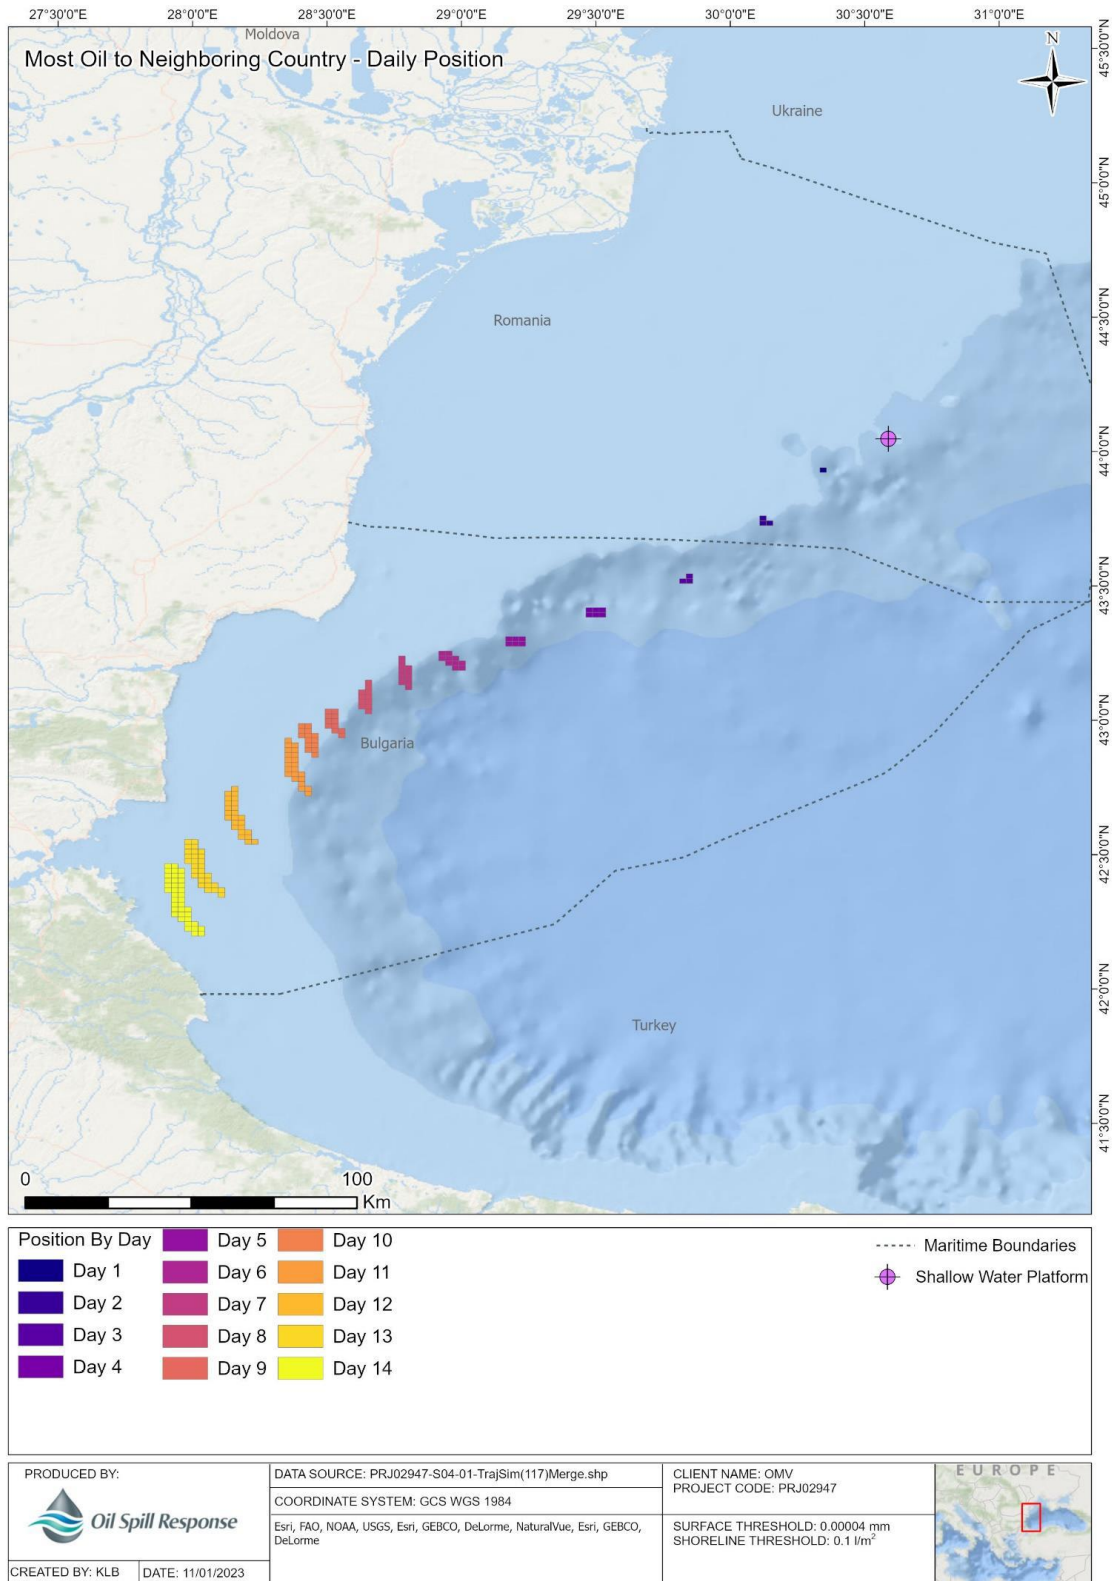 27°30'0"E 28°0'0"E 28°30'0"E 29°0'0"E 29°30'0"E 30°0'0"E 30°30'0"E 31°0'0"E
Moldova
Most Oil to Neighboring Country - Daily Position
N
45°30'0"N
Ukraine
45°0'0"N
Romania
44°30'0"N
44°0'0"N
43°30'0"N
43°0'0"N
Bulgaria
42°30'0"N
42°0'0"N
Turkey
41°30'0"N
0 100
Km
Position By Day
Day 1
Day 2
Day 3
Day 4
Day 5
Day 6
Day 7
Day 8
Day 9
Day 10
Day 11
Day 12
Day 13
Day 14
Maritime Boundaries
Shallow Water Platform
PRODUCED BY:
Oil Spill Response
CREATED BY: KLB
DATE: 11/01/2023
DATA SOURCE: PRJ02947-S04-01-TrajSim(117)Merge.shp
COORDINATE SYSTEM: GCS WGS 1984
Esri, FAO, NOAA, USGS, Esri, GEBCO, DeLorme, NaturalVue, Esri, GEBCO,
DeLorme
CLIENT NAME: OMV
PROJECT CODE: PRJ02947
SURFACE THRESHOLD: 0.00004 mm
SHORELINE THRESHOLD: 0.1 l/m²
EUROPE